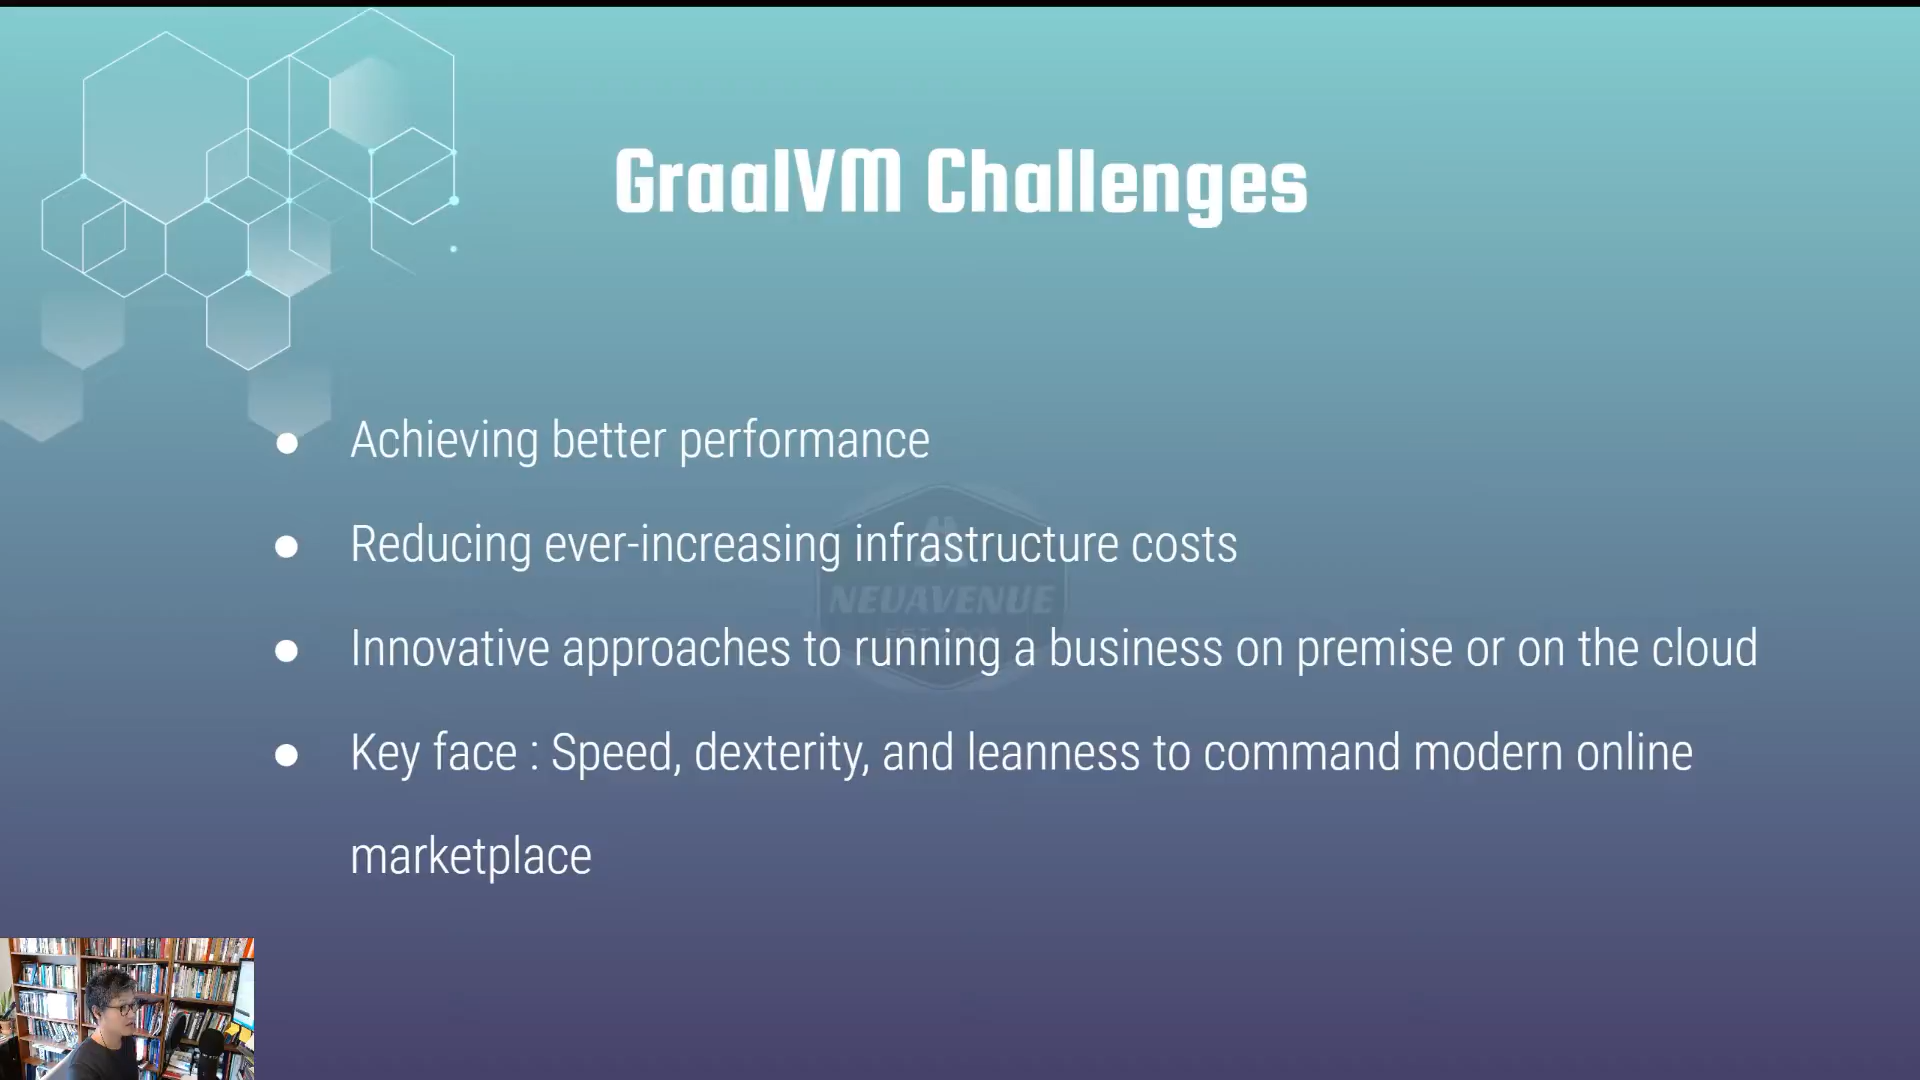 GraalVM Challenges
● Achieving better performance
● Reducing ever-increasing infrastructure costs
● Innovative approaches to running a business on premise or on the cloud
● Key face : Speed, dexterity, and leanness to command modern online
marketplace
NEUAVENUE